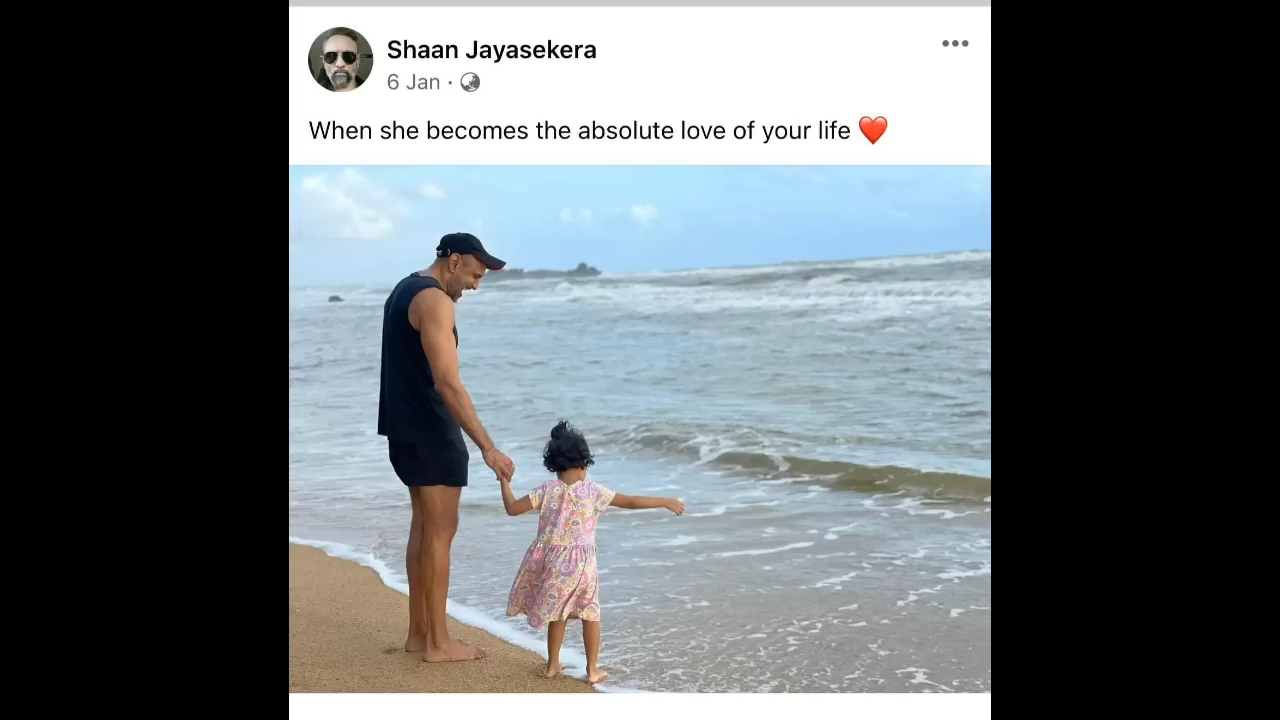 Shaan Jayasekera
6 Jan ·
When she becomes the absolute love of your life ❤️